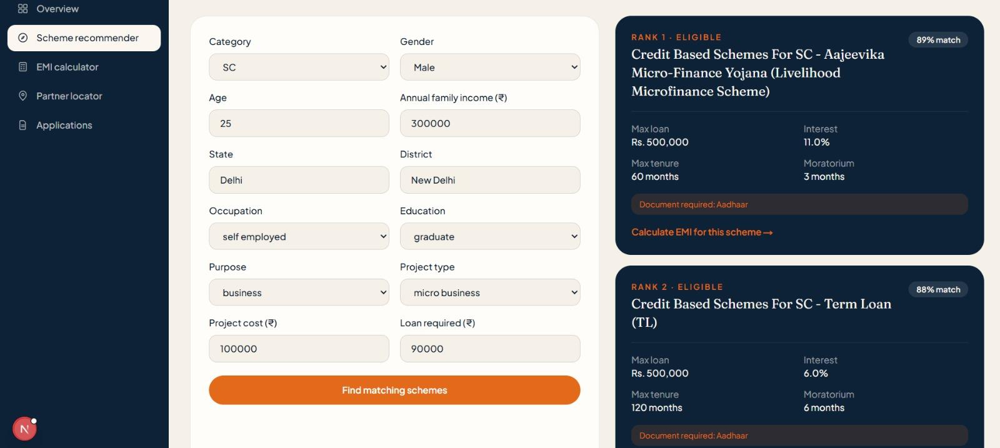 Overview
Scheme recommender
EMI calculator
Partner locator
Applications
N
Category
Gender
SC
Male
Age
Annual family income (₹)
25
300000
State
District
Delhi
New Delhi
Occupation
Education
self employed
graduate
Purpose
Project type
business
micro business
Project cost (₹)
Loan required (₹)
100000
90000
Find matching schemes
RANK 1 · ELIGIBLE
89% match
Credit Based Schemes For SC - Aajeevika
Micro-Finance Yojana (Livelihood
Microfinance Scheme)
Max loan
Interest
Rs. 500,000
11.0%
Max tenure
Moratorium
60 months
3 months
Document required: Aadhaar
Calculate EMI for this scheme →
RANK 2 · ELIGIBLE
88% match
Credit Based Schemes For SC - Term Loan
(TL)
Max loan
Interest
Rs. 500,000
6.0%
Max tenure
Moratorium
120 months
6 months
Document required: Aadhaar